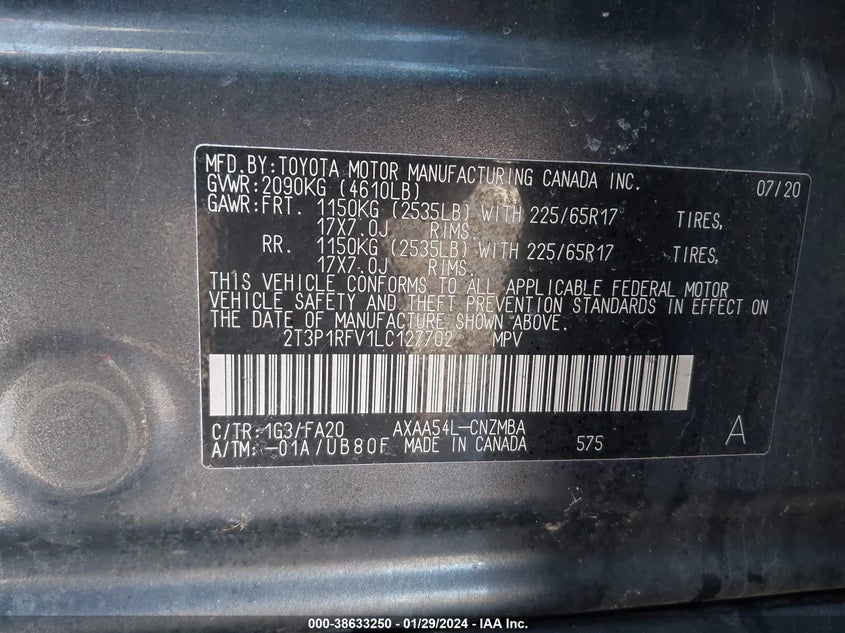 MFD.BY:TOYOTA MOTOR MANUFACTURING CANADA INC. 07/20
GVWR:2090KG (4610LB)
GAWR:FRT. 1150KG (2535LB) WITH 225/65R17 TIRES,
17X7.0J RIMS.
RR. 1150KG (2535LB) WITH 225/65R17 TIRES,
17X7.0J RIMS.
THIS VEHICLE CONFORMS TO ALL APPLICABLE FEDERAL MOTOR
VEHICLE SAFETY AND THEFT PREVENTION STANDARDS IN EFFECT ON
THE DATE OF MANUFACTURE SHOWN ABOVE.
2T3P1RFV1LC127702 MPV
C/TR:1G3/FA20 AXAA54L-CNZMBA A
A/TM:-01A/UB80F MADE IN CANADA 575
000-38633250 - 01/29/2024 - IAA Inc.